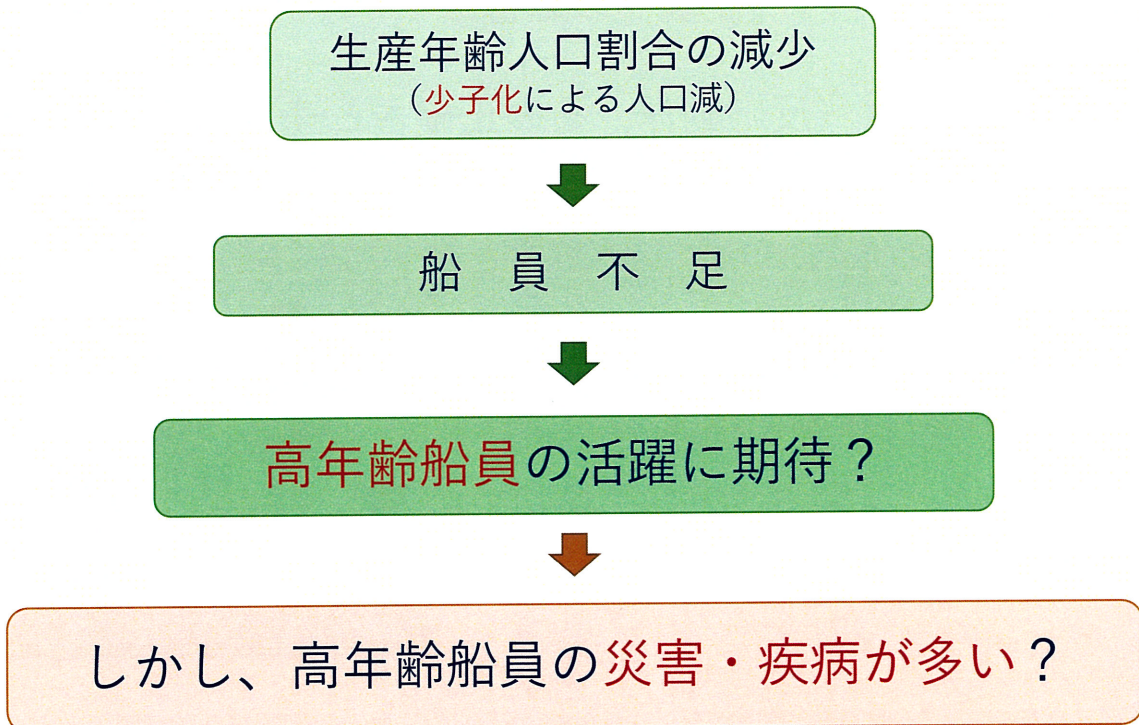 生産年齢人口割合の減少
（少子化による人口減）
船　員　不　足
高年齢船員の活躍に期待？
しかし、高年齢船員の災害・疾病が多い？